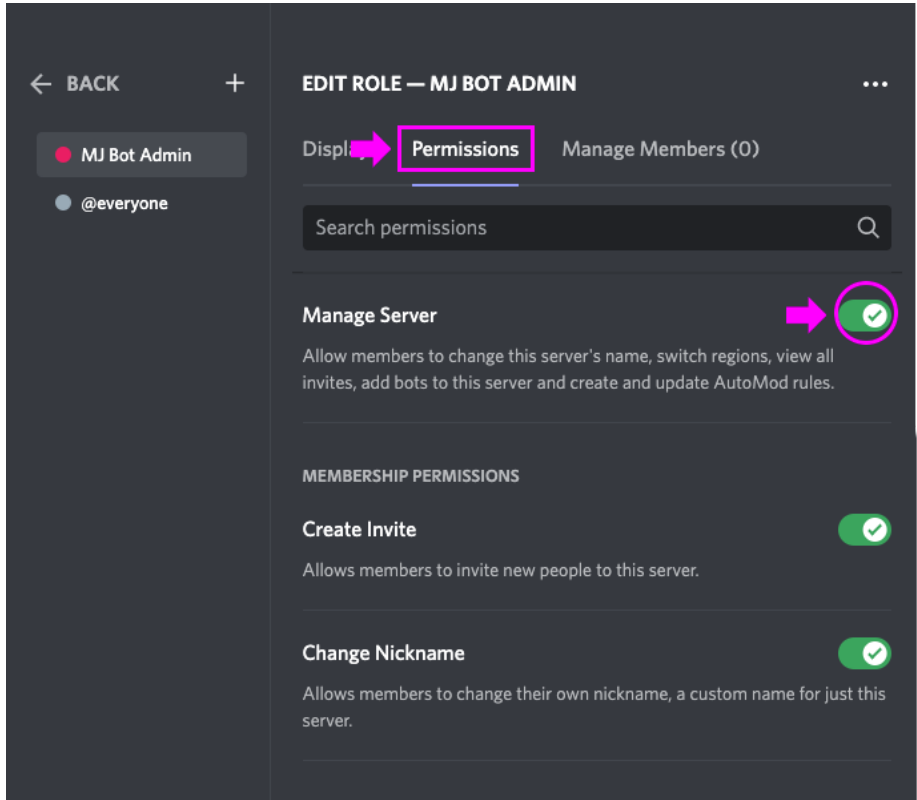 BACK
MJ Bot Admin
@everyone
EDIT ROLE — MJ BOT ADMIN
Permissions Manage Members (0)
Search permissions
Manage Server
Allow members to change this server's name, switch regions, view all
invites, add bots to this server and create and update AutoMod rules.
MEMBERSHIP PERMISSIONS
Create Invite
Allows members to invite new people to this server.
Change Nickname
Allows members to change their own nickname, a custom name for just this
server.